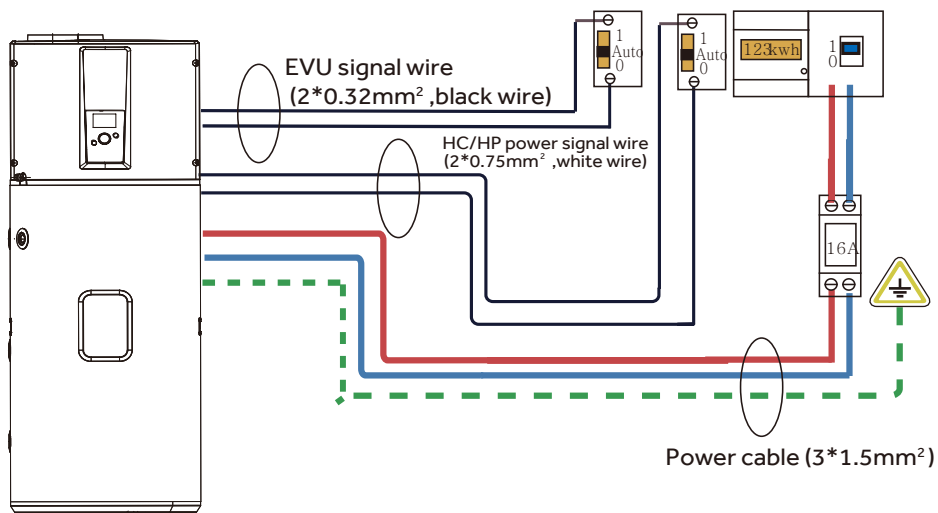 EVU signal wire
(2*0.32mm² ,black wire)
1
Auto
0
1
Auto
0
123kwh
1
0
HC/HP power signal wire
(2*0.75mm² ,white wire)
16A
Power cable (3*1.5mm²)